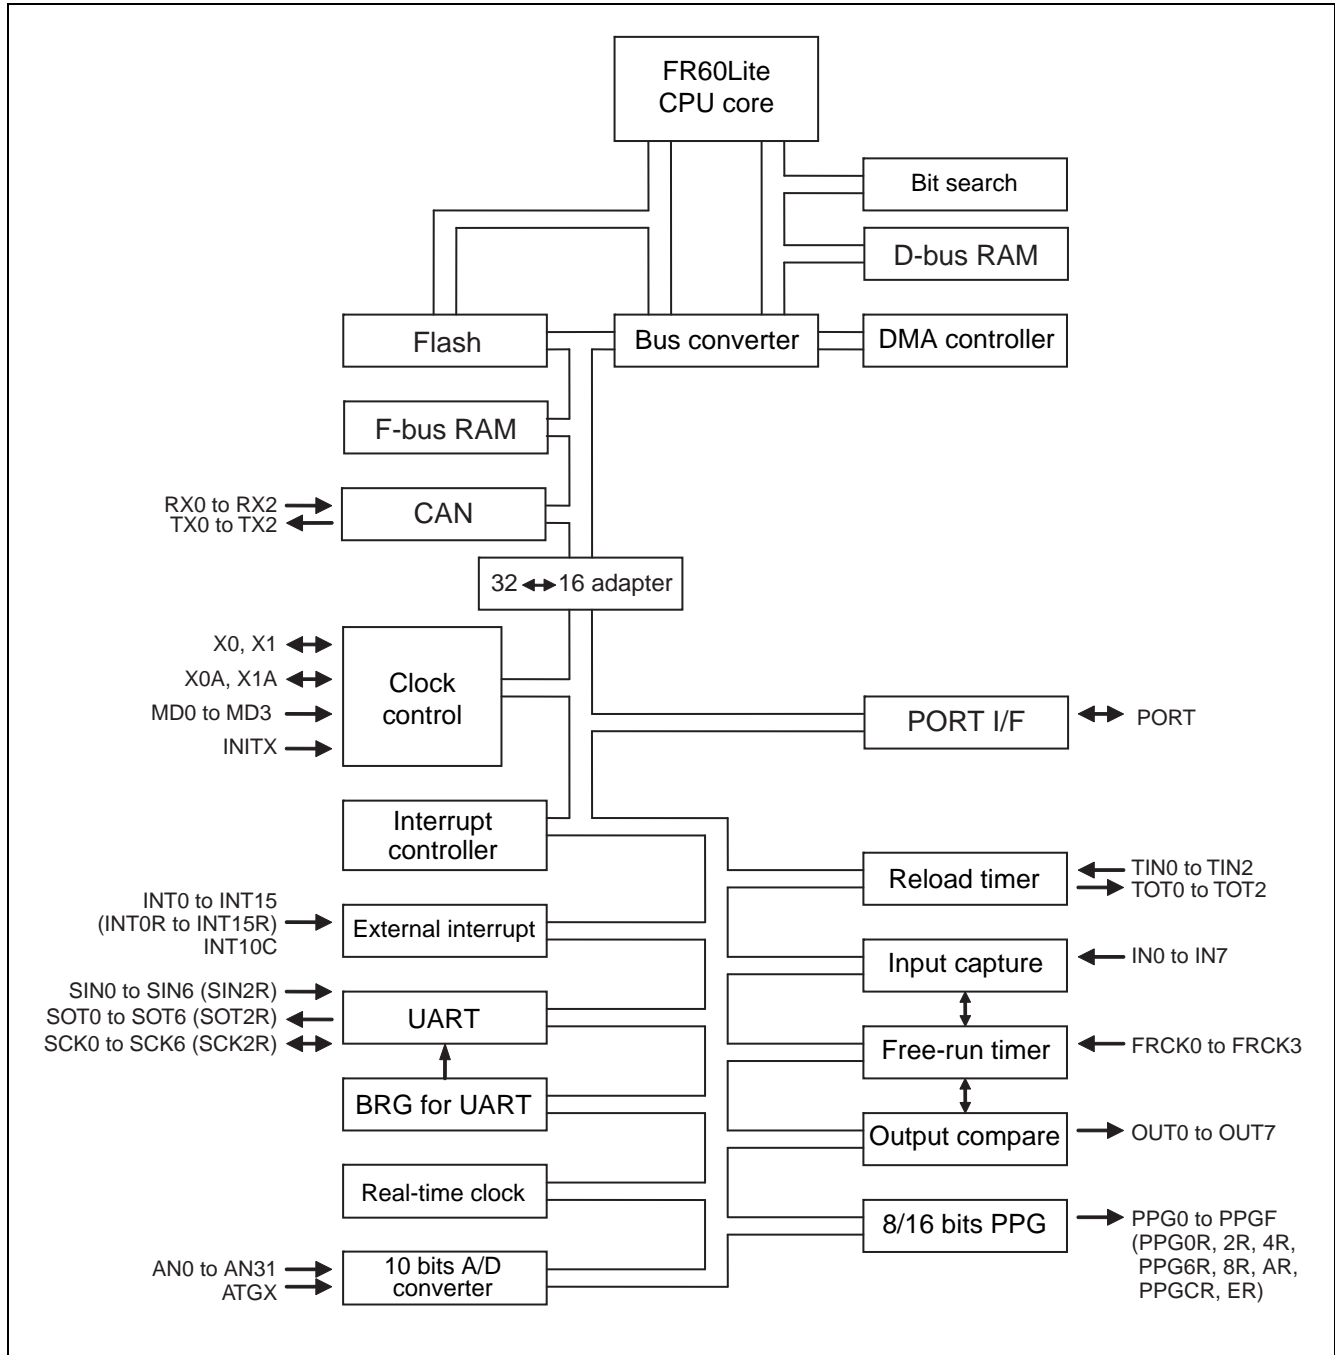 FR60Lite
CPU core
Bit search
D-bus RAM
Flash
Bus converter
DMA controller
F-bus RAM
RX0 to RX2
TX0 to TX2
CAN
32 ↔ 16 adapter
X0, X1
X0A, X1A
MD0 to MD3
INITX
Clock
control
PORT I/F
PORT
Interrupt
controller
Reload timer
TIN0 to TIN2
TOT0 to TOT2
INT0 to INT15
(INT0R to INT15R)
INT10C
External interrupt
Input capture
IN0 to IN7
SIN0 to SIN6 (SIN2R)
SOT0 to SOT6 (SOT2R)
SCK0 to SCK6 (SCK2R)
UART
Free-run timer
FRCK0 to FRCK3
BRG for UART
Output compare
OUT0 to OUT7
Real-time clock
8/16 bits PPG
PPG0 to PPGF
(PPG0R, 2R, 4R,
PPG6R, 8R, AR,
PPGCR, ER)
AN0 to AN31
ATGX
10 bits A/D
converter